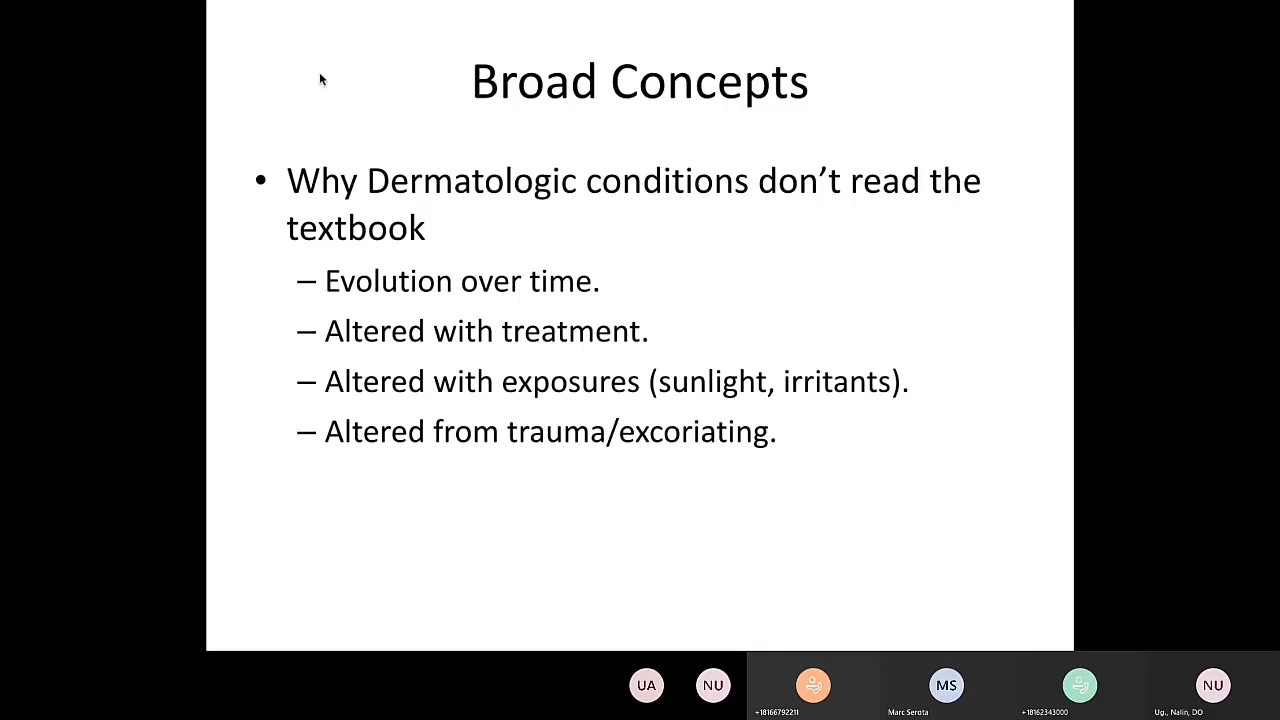 Broad Concepts
• Why Dermatologic conditions don’t read the
textbook
– Evolution over time.
– Altered with treatment.
– Altered with exposures (sunlight, irritants).
– Altered from trauma/excoriating.
UA NU MS NU
+18166792211 Marc Serota +18162343000 Ug., Nalin, DO